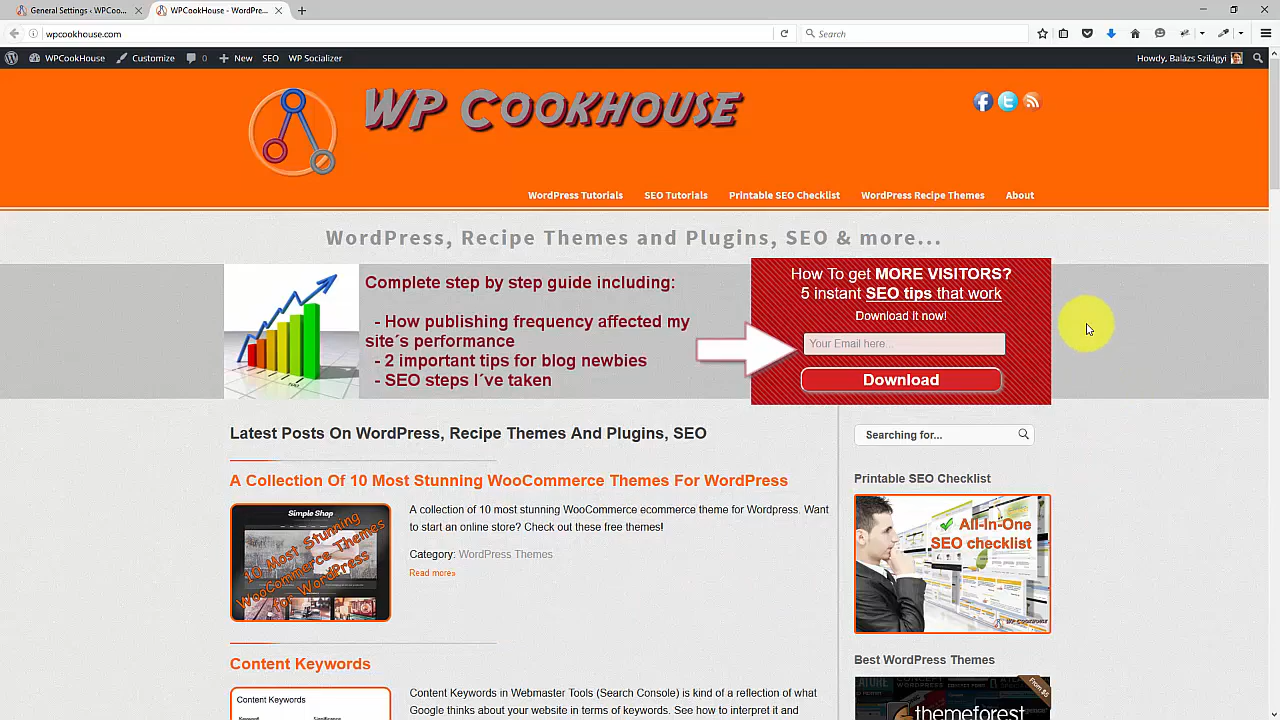 General Settings ‹ WPCoo...
WPCookHouse - WordPre...
wpcookhouse.com
Search
WPCookHouse
Customize
0
New
SEO
WP Socializer
Howdy, Balázs Szilágyi
WP Cookhouse
WordPress Tutorials
SEO Tutorials
Printable SEO Checklist
WordPress Recipe Themes
About
WordPress, Recipe Themes and Plugins, SEO & more...
Complete step by step guide including:
- How publishing frequency affected my
site´s performance
- 2 important tips for blog newbies
- SEO steps I´ve taken
How To get MORE VISITORS?
5 instant SEO tips that work
Download It now!
Your Email here...
Download
Latest Posts On WordPress, Recipe Themes And Plugins, SEO
Searching for...
A Collection Of 10 Most Stunning WooCommerce Themes For WordPress
Simple Shop
10 Most Stunning
WooCommerce Themes
for WordPress
A collection of 10 most stunning WooCommerce ecommerce theme for Wordpress. Want
to start an online store? Check out these free themes!
Category: WordPress Themes
Read more»
Printable SEO Checklist
All-In-One
SEO checklist
WP Cookhouse
Content Keywords
Content Keywords
Keyword
Significance
Content Keywords in Webmaster Tools (Search Console) is kind of a reflection of what
Google thinks about your website in terms of keywords. See how to interpret it and
Best WordPress Themes
From $5
themeforest